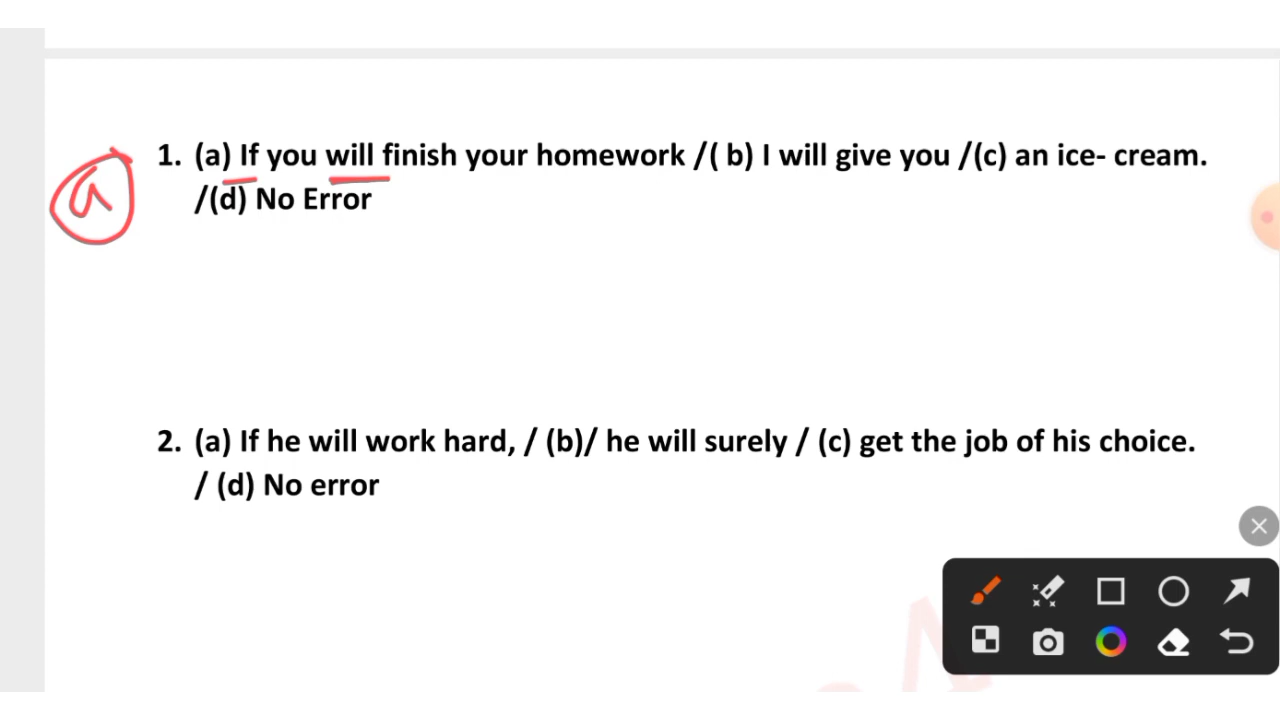 1. (a) If you will finish your homework /( b) I will give you /(c) an ice- cream.
/(d) No Error
a
2. (a) If he will work hard, / (b)/ he will surely / (c) get the job of his choice.
/ (d) No error